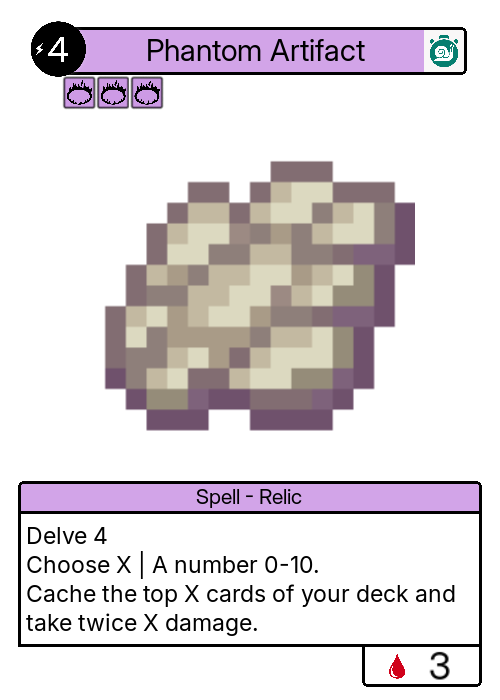 4
Phantom Artifact
Spell - Relic
Delve 4
Choose X | A number 0-10.
Cache the top X cards of your deck and
take twice X damage.
3